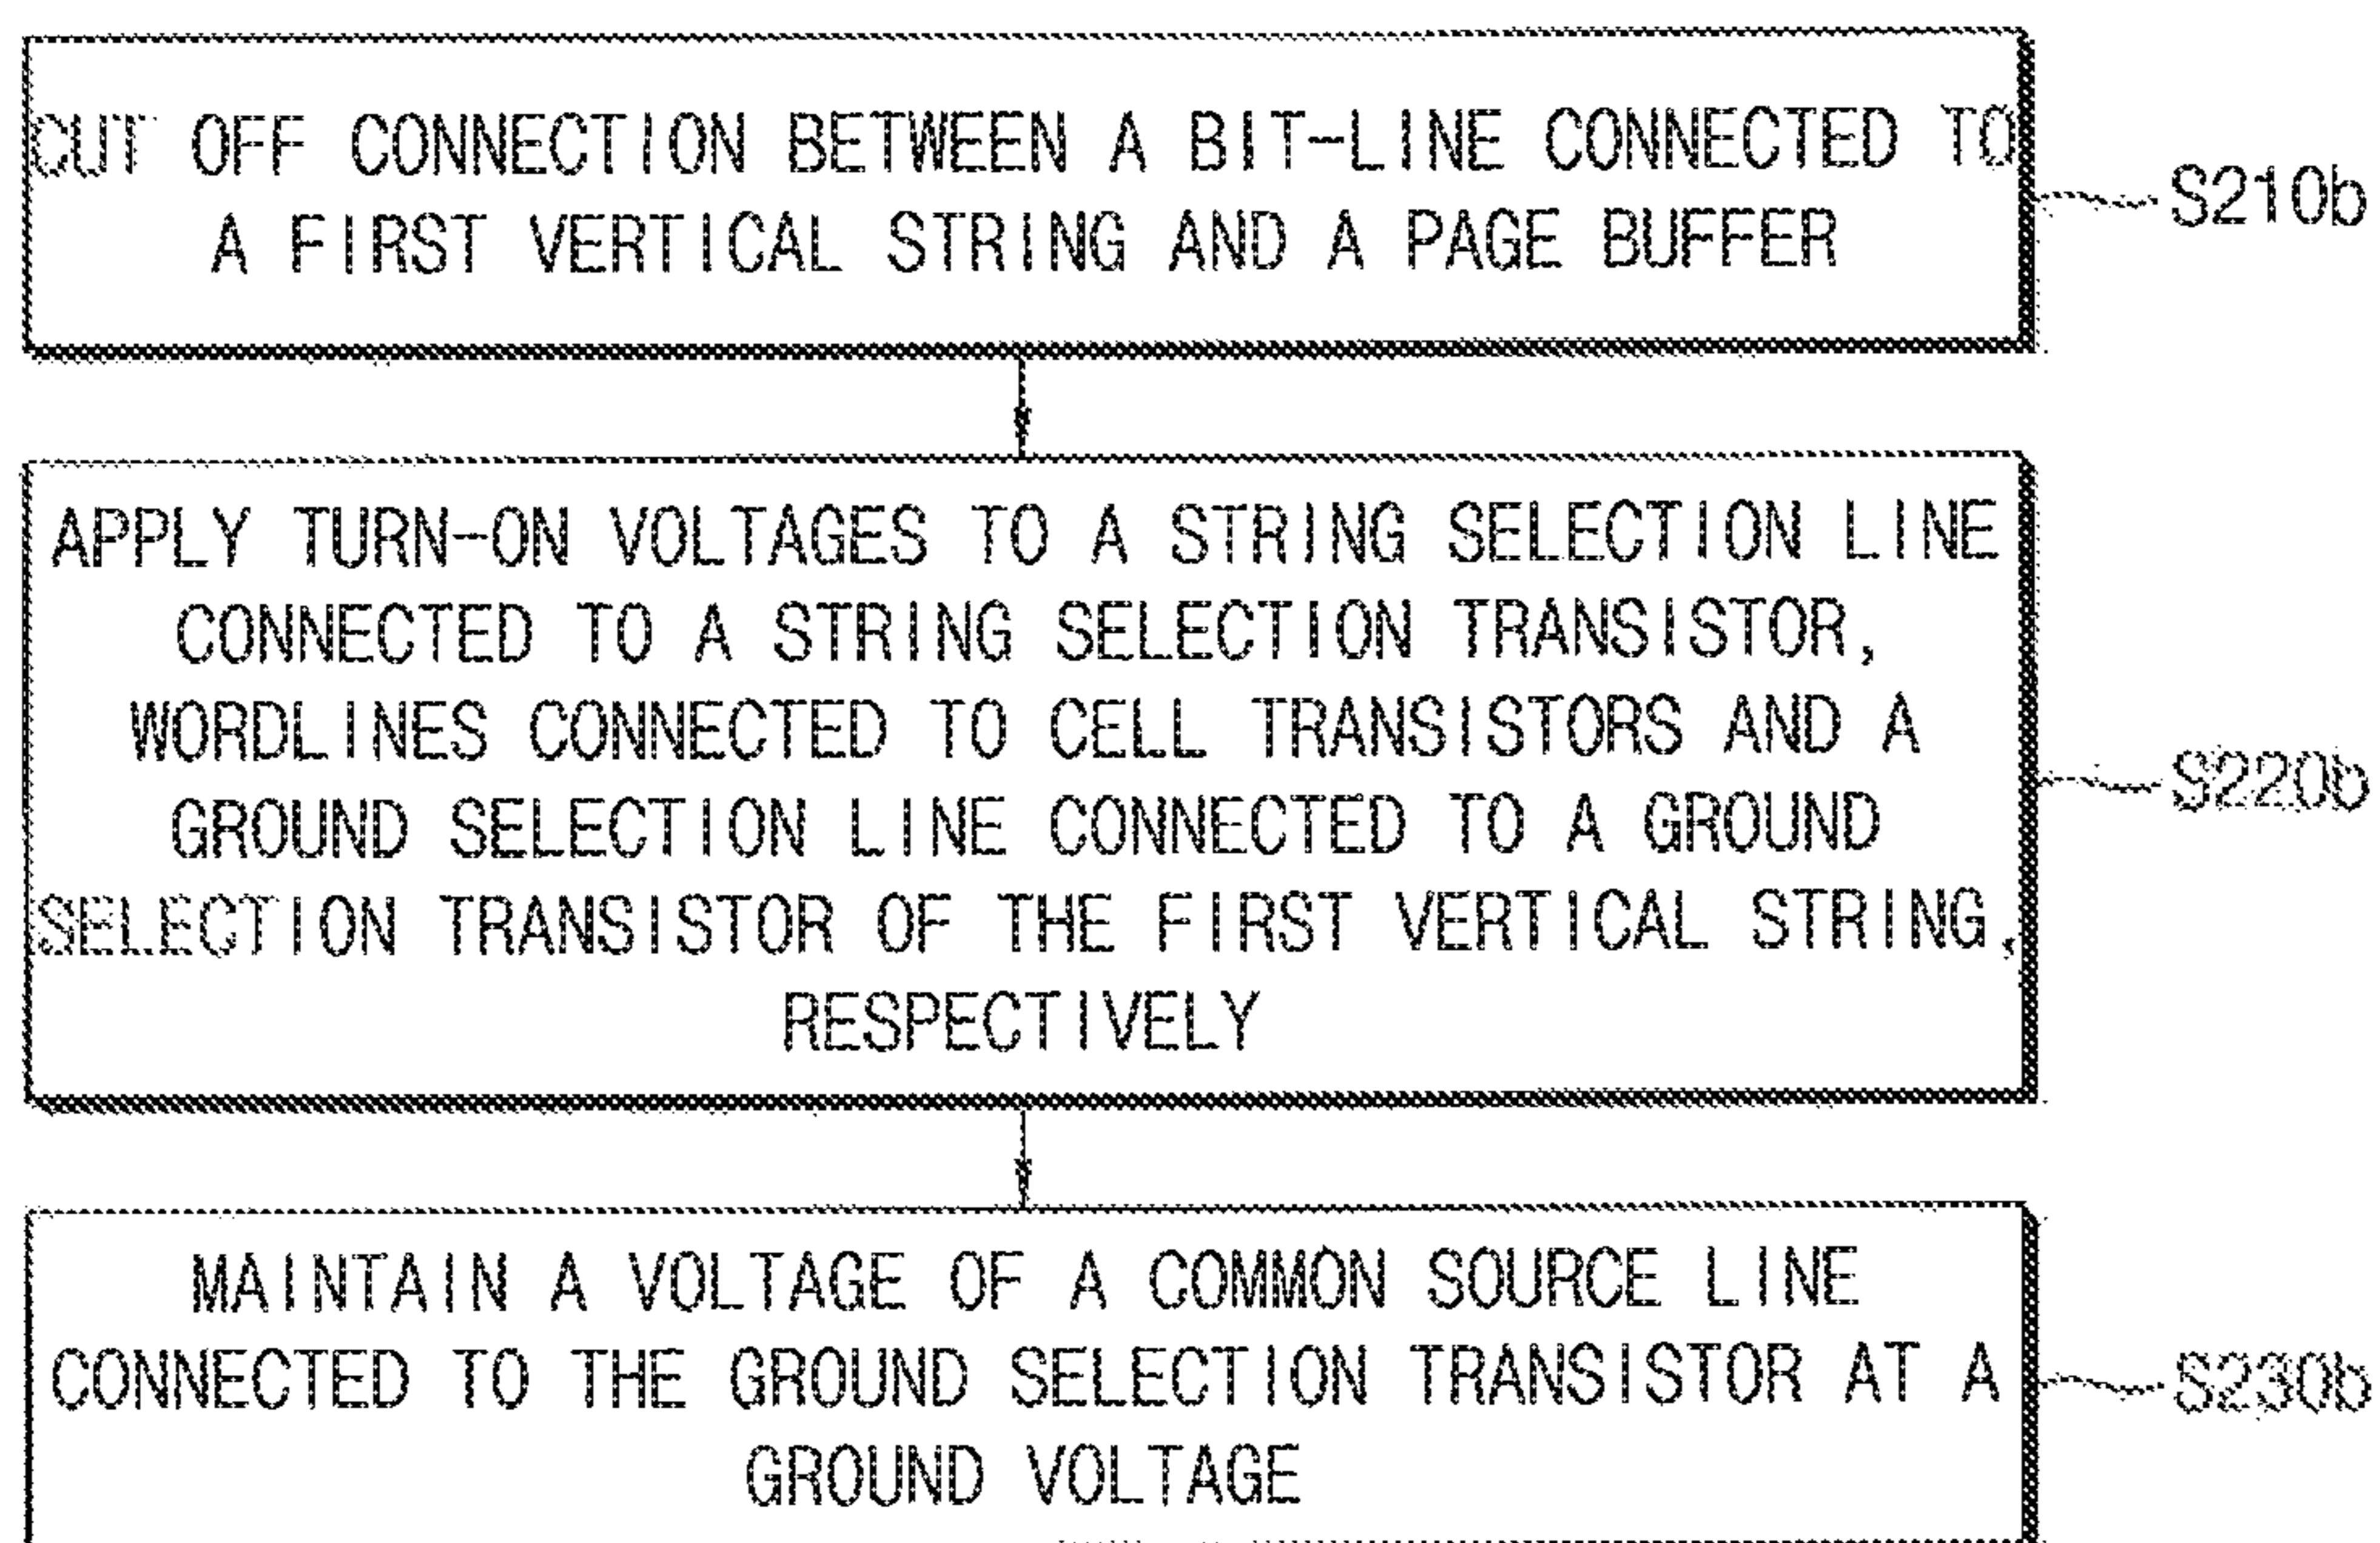 CUT OFF CONNECTION BETWEEN A BIT-LINE CONNECTED TO
A FIRST VERTICAL STRING AND A PAGE BUFFER
S210b
APPLY TURN-ON VOLTAGES TO A STRING SELECTION LINE
CONNECTED TO A STRING SELECTION TRANSISTOR,
WORDLINES CONNECTED TO CELL TRANSISTORS AND A
GROUND SELECTION LINE CONNECTED TO A GROUND
SELECTION TRANSISTOR OF THE FIRST VERTICAL STRING,
RESPECTIVELY
S220b
MAINTAIN A VOLTAGE OF A COMMON SOURCE LINE
CONNECTED TO THE GROUND SELECTION TRANSISTOR AT A
GROUND VOLTAGE
S230b